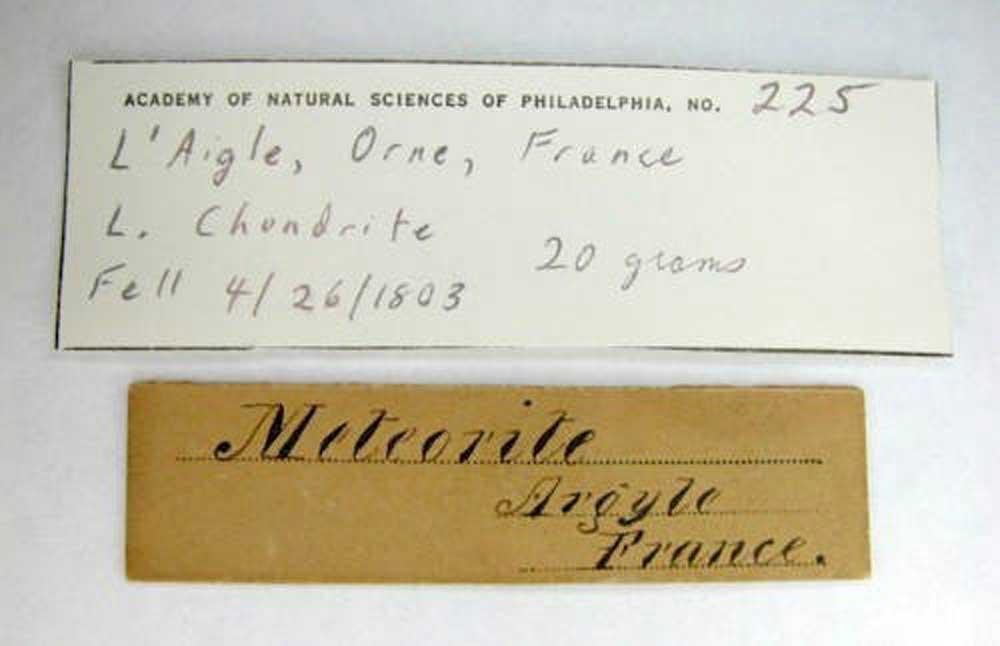 ACADEMY OF NATURAL SCIENCES OF PHILADELPHIA, NO. 225
L'Aigle, Orne, France
L. Chondrite
20 grams
Fell 4/26/1803
Meteorite
Argyle
France.